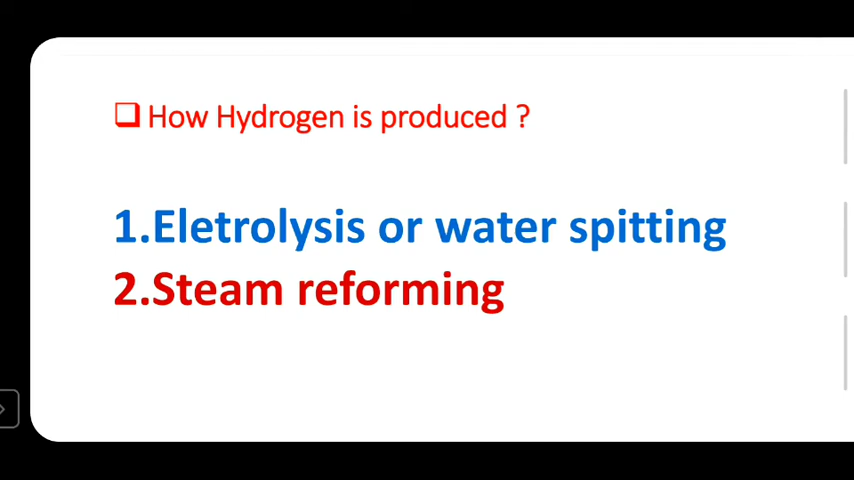 How Hydrogen is produced ?
1.Eletrolysis or water spitting
2.Steam reforming